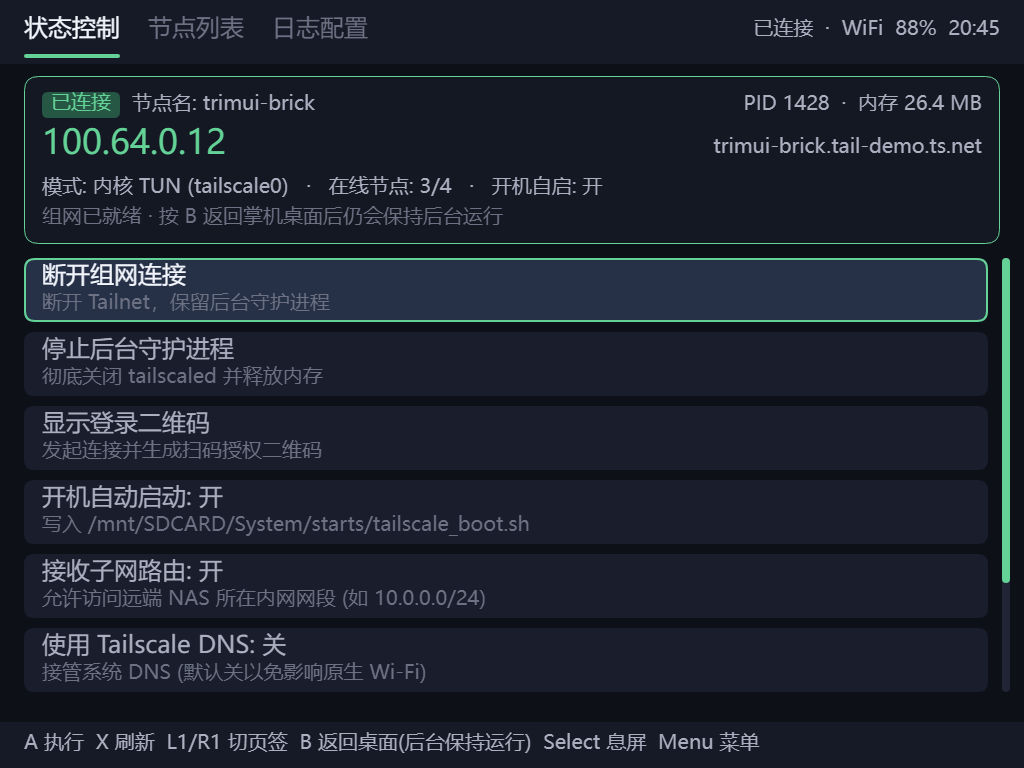 状态控制 节点列表 日志配置 已连接 · WiFi 88% 20:45
已连接 节点名: trimui-brick PID 1428 · 内存 26.4 MB
100.64.0.12 trimui-brick.tail-demo.ts.net
模式: 内核 TUN (tailscale0) · 在线节点: 3/4 · 开机自启: 开
组网已就绪 · 按 B 返回掌机桌面后仍会保持后台运行
断开组网连接
断开 Tailnet，保留后台守护进程
停止后台守护进程
彻底关闭 tailscaled 并释放内存
显示登录二维码
发起连接并生成扫码授权二维码
开机自动启动: 开
写入 /mnt/SDCARD/System/starts/tailscale_boot.sh
接收子网路由: 开
允许访问远端 NAS 所在内网网段 (如 10.0.0.0/24)
使用 Tailscale DNS: 关
接管系统 DNS (默认关以免影响原生 Wi-Fi)
A 执行 X 刷新 L1/R1 切页签 B 返回桌面(后台保持运行) Select 息屏 Menu 菜单